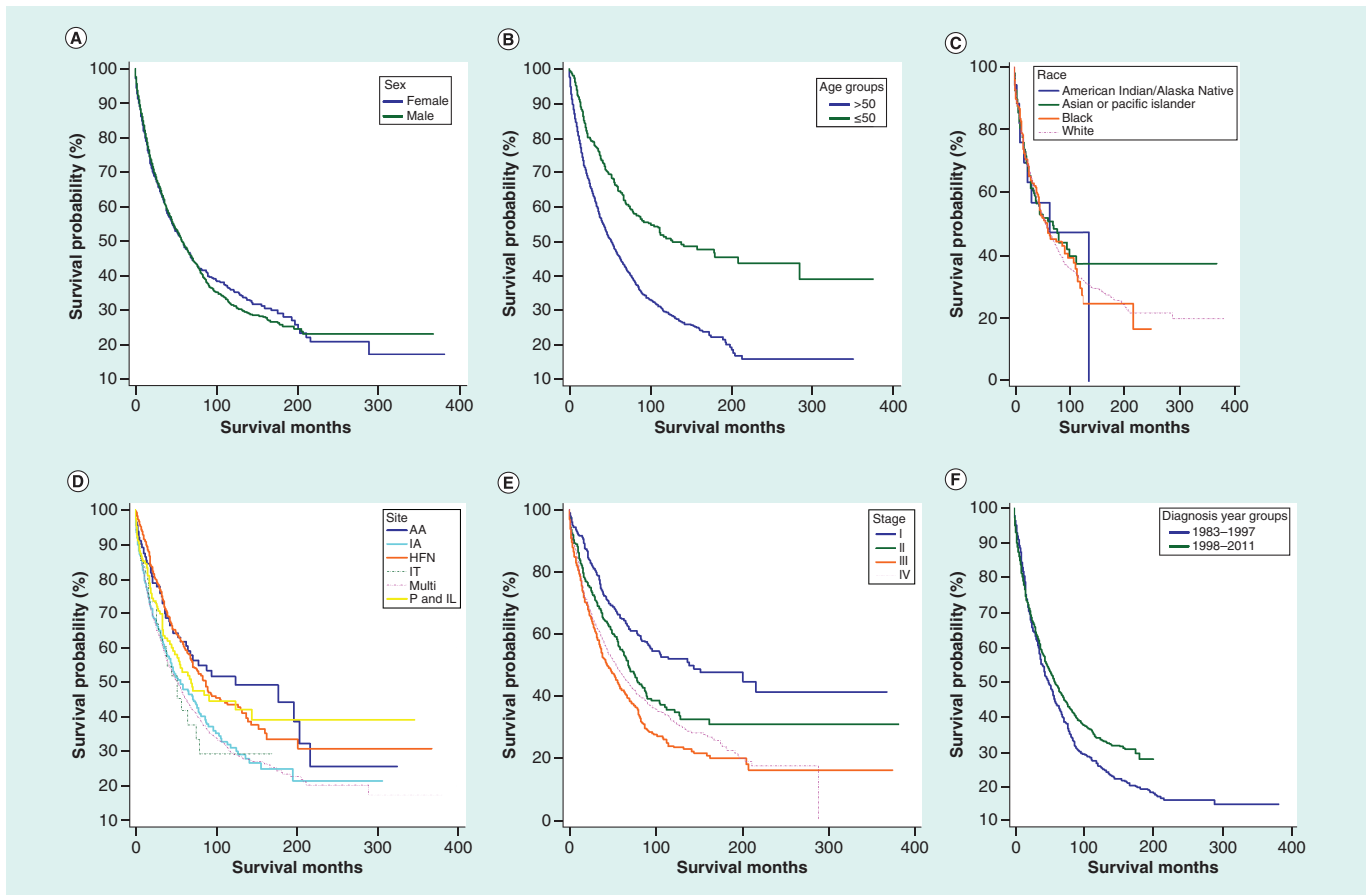 A
Survival probability (%)
100
90
80
70
60
50
40
30
20
10
Sex
Female
Male
0 100 200 300 400
Survival months
B
Survival probability (%)
100
90
80
70
60
50
40
30
20
10
Age groups
>50
≤50
0 100 200 300 400
Survival months
C
Survival probability (%)
100
80
60
40
20
0
Race
American Indian/Alaska Native
Asian or pacific islander
Black
White
0 100 200 300 400
Survival months
D
Survival probability (%)
100
90
80
70
60
50
40
30
20
10
Site
AA
IA
HFN
IT
Multi
P and IL
0 100 200 300 400
Survival months
E
Survival probability (%)
100
80
60
40
20
0
Stage
I
II
III
IV
0 100 200 300 400
Survival months
F
Survival probability (%)
100
90
80
70
60
50
40
30
20
10
Diagnosis year groups
1983–1997
1998–2011
0 100 200 300 400
Survival months